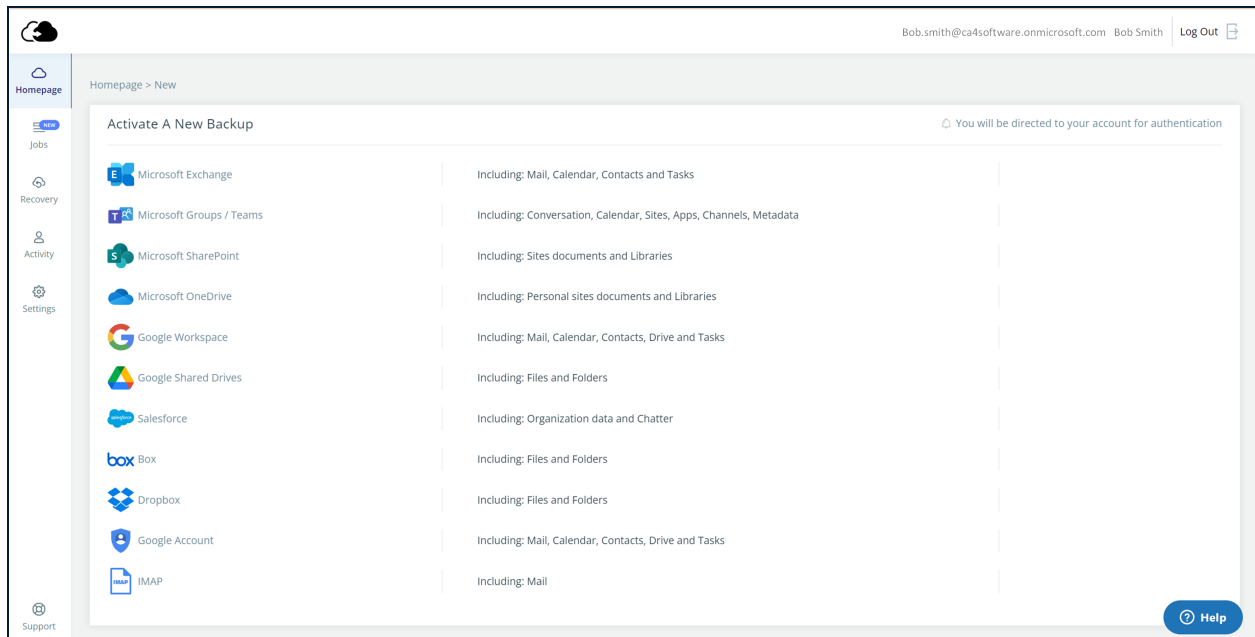 Bob.smith@ca4software.onmicrosoft.com Bob Smith Log Out
Homepage
NEW
Jobs
Recovery
Activity
Settings
Support
Homepage > New
Activate A New Backup
You will be directed to your account for authentication
E Microsoft Exchange Including: Mail, Calendar, Contacts and Tasks
T Microsoft Groups / Teams Including: Conversation, Calendar, Sites, Apps, Channels, Metadata
S Microsoft SharePoint Including: Sites documents and Libraries
Microsoft OneDrive Including: Personal sites documents and Libraries
Google Workspace Including: Mail, Calendar, Contacts, Drive and Tasks
Google Shared Drives Including: Files and Folders
salesforce Salesforce Including: Organization data and Chatter
box Box Including: Files and Folders
Dropbox Including: Files and Folders
Google Account Including: Mail, Calendar, Contacts, Drive and Tasks
IMAP IMAP Including: Mail
? Help